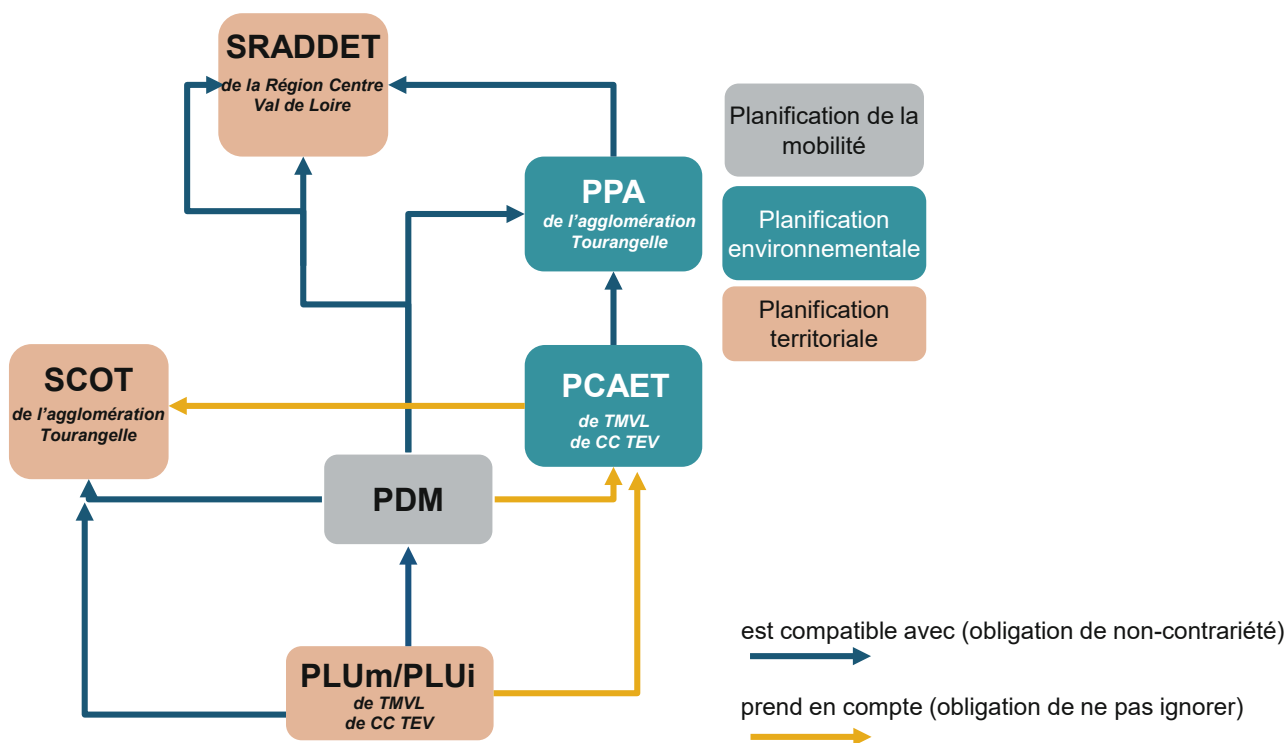 SRADDET
de la Région Centre
Val de Loire
Planification de la
mobilité
PPA
de l’agglomération
Tourangelle
Planification
environnementale
Planification
territoriale
SCOT
de l’agglomération
Tourangelle
PCAET
de TMVL
de CC TEV
PDM
PLUm/PLUi
de TMVL
de CC TEV
est compatible avec (obligation de non-contrariété)
prend en compte (obligation de ne pas ignorer)